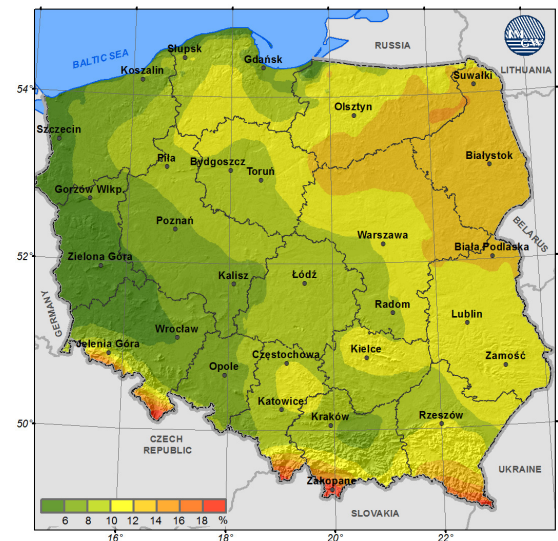 BALTIC SEA
RUSSIA
LITHUANIA
BELARUS
UKRAINE
SLOVAKIA
CZECH
REPUBLIC
GERMANY
Słupsk
Gdańsk
Koszalin
Suwałki
54°
Olsztyn
Szczecin
Białystok
Piła
Bydgoszcz
Toruń
Gorzów Wlkp.
Poznań
Warszawa
52°
Zielona Góra
Biała Podlaska
Kalisz
Łódź
Radom
Lublin
Wrocław
Jelenia Góra
Częstochowa
Kielce
Zamość
Opole
Katowice
Kraków
Rzeszów
50°
Zakopane
6 8 10 12 14 16 18 %
16° 18° 20° 22°